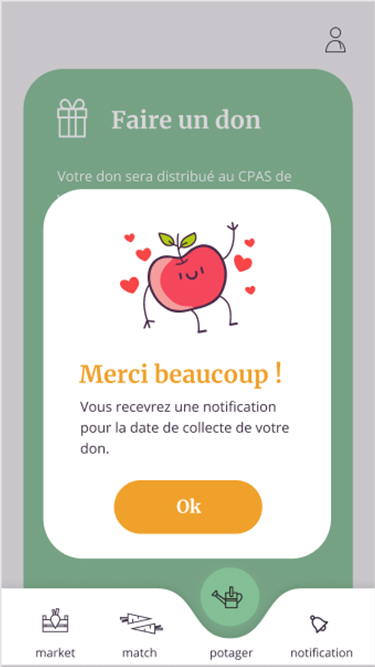 Faire un don
Votre don sera distribué au CPAS de
Merci beaucoup !
Vous recevrez une notification
pour la date de collecte de votre
don.
Ok
market
match
potager
notification